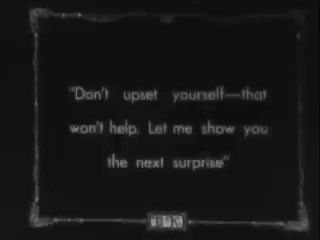 "Don't upset yourself—that
won't help. Let me show you
the next surprise"